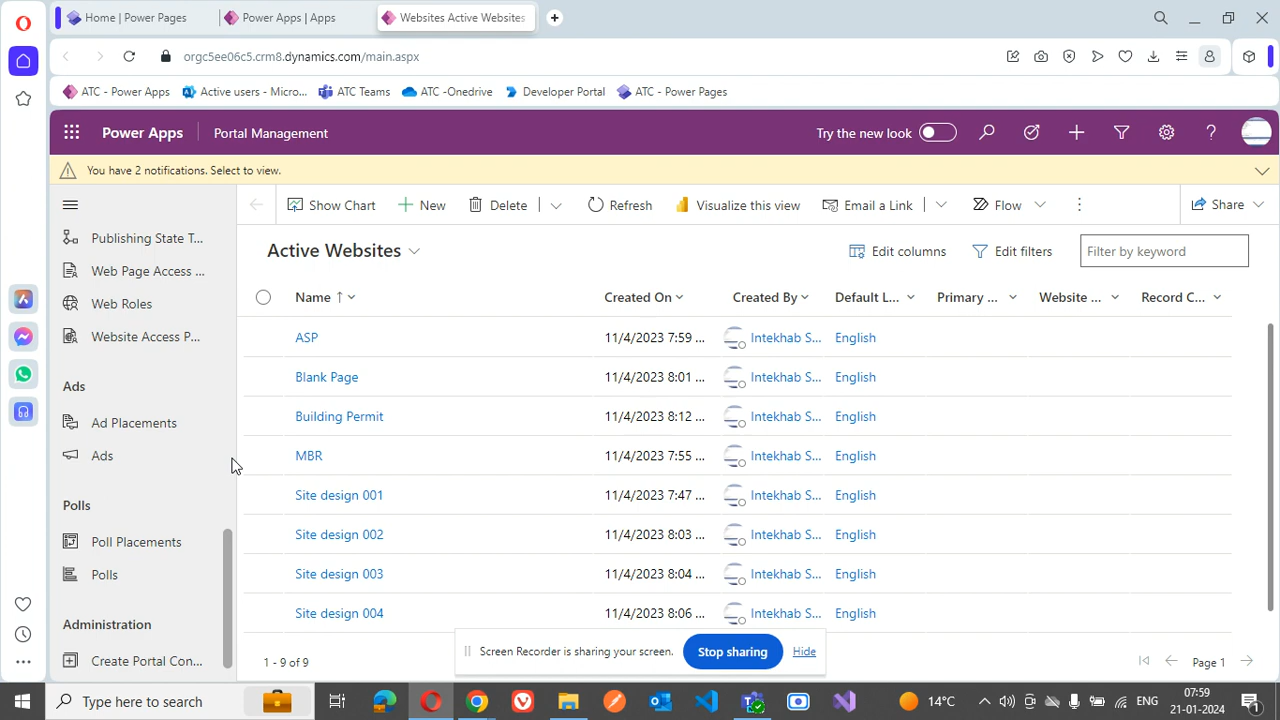 Home | Power Pages
Power Apps | Apps
Websites Active Websites
orgc5ee06c5.crm8.dynamics.com/main.aspx
ATC - Power Apps
Active users - Micro...
ATC Teams
ATC -Onedrive
Developer Portal
ATC - Power Pages
Power Apps
Portal Management
Try the new look
You have 2 notifications. Select to view.
Show Chart
New
Delete
Refresh
Visualize this view
Email a Link
Flow
Share
Publishing State T...
Web Page Access ...
Web Roles
Website Access P...
Ads
Ad Placements
Ads
Polls
Poll Placements
Polls
Administration
Create Portal Con...
Active Websites
Edit columns
Edit filters
Filter by keyword
Name Created On Created By Default L... Primary ... Website ... Record C...
ASP 11/4/2023 7:59 ... Intekhab S... English
Blank Page 11/4/2023 8:01 ... Intekhab S... English
Building Permit 11/4/2023 8:12 ... Intekhab S... English
MBR 11/4/2023 7:55 ... Intekhab S... English
Site design 001 11/4/2023 7:47 ... Intekhab S... English
Site design 002 11/4/2023 8:03 ... Intekhab S... English
Site design 003 11/4/2023 8:04 ... Intekhab S... English
Site design 004 11/4/2023 8:06 ... Intekhab S... English
Screen Recorder is sharing your screen. Stop sharing Hide
1 - 9 of 9
Page 1
Type here to search
14°C
ENG
07:59
21-01-2024
1